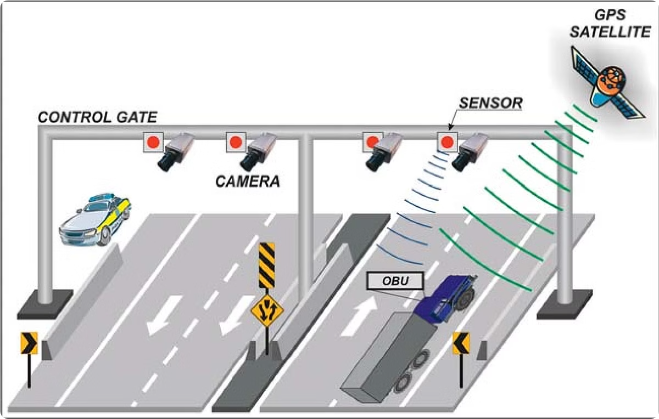 GPS
SATELLITE
SENSOR
CONTROL GATE
CAMERA
OBU